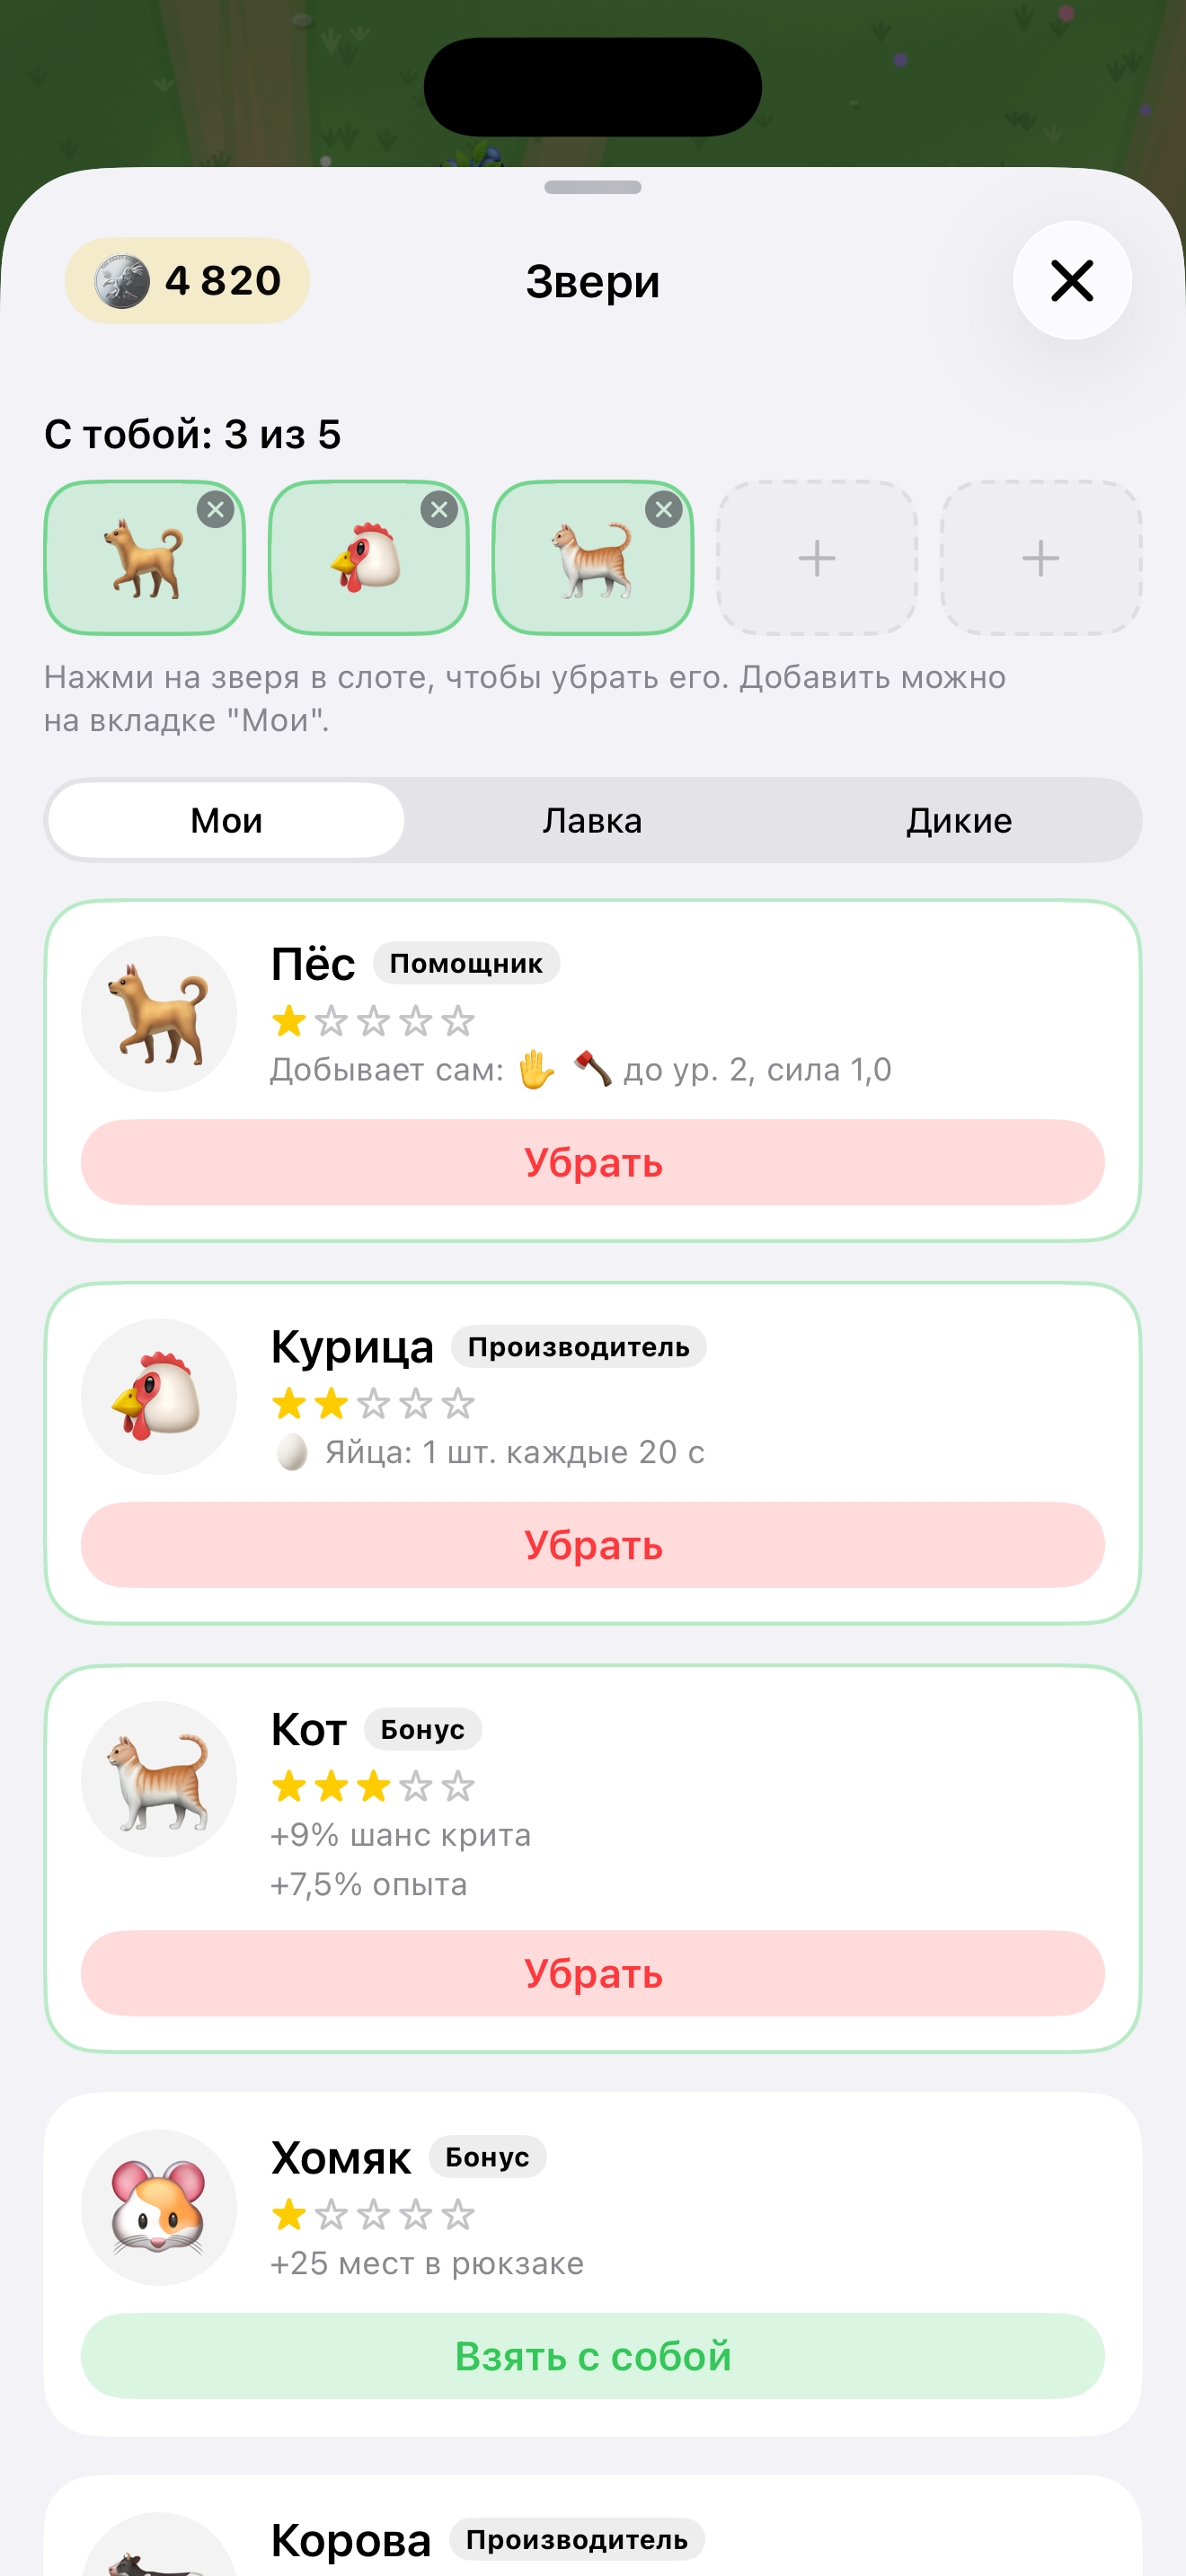 4 820
Звери
С тобой: 3 из 5
Нажми на зверя в слоте, чтобы убрать его. Добавить можно
на вкладке "Мои".
Мои
Лавка
Дикие
Пёс
Помощник
Добывает сам: ✋ 🪓 до ур. 2, сила 1,0
Убрать
Курица
Производитель
Яйца: 1 шт. каждые 20 с
Убрать
Кот
Бонус
+9% шанс крита
+7,5% опыта
Убрать
Хомяк
Бонус
+25 мест в рюкзаке
Взять с собой
Корова
Производитель